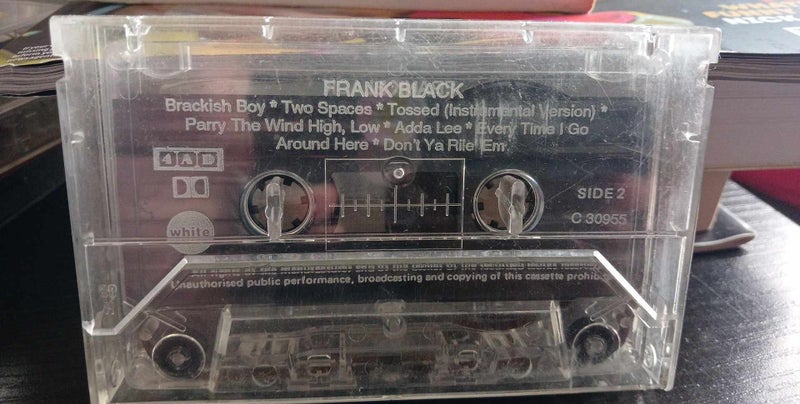 FRANK BLACK
Brackish Boy * Two Spaces * Tossed (Instrumental Version) *
Parry The Wind High, Low * Adda Lee * Every Time I Go
Around Here * Don't Ya Rile 'Em
4AD
SIDE 2
C 30955
white
Unauthorised public performance, broadcasting and copying of this cassette